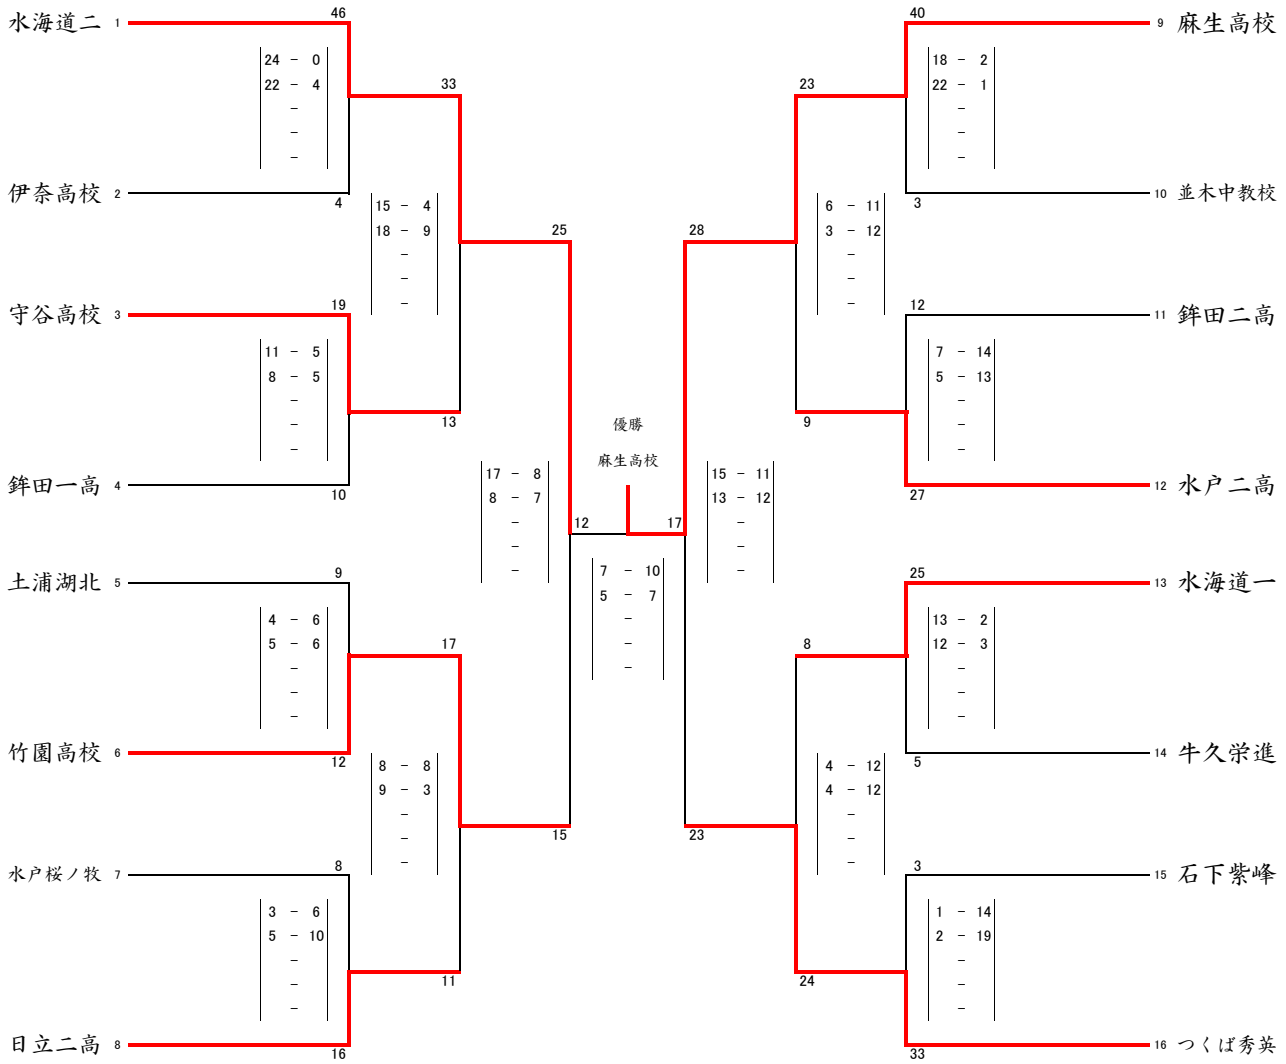 水海道二 1
46
24 - 0
22 - 4
-
-
-
伊奈高校 2
4
33
15 - 4
18 - 9
-
-
-
守谷高校 3
19
11 - 5
8 - 5
-
-
-
鉾田一高 4
10
13
25
17 - 8
8 - 7
-
-
-
土浦湖北 5
9
4 - 6
5 - 6
-
-
-
竹園高校 6
12
17
8 - 8
9 - 3
-
-
-
水戸桜ノ牧 7
8
3 - 6
5 - 10
-
-
-
日立二高 8
16
11
15
優勝
麻生高校
12
17
7 - 10
5 - 7
-
-
-
40
9 麻生高校
18 - 2
22 - 1
-
-
-
10 並木中教校
3
23
6 - 11
3 - 12
-
-
-
12
11 鉾田二高
7 - 14
5 - 13
-
-
-
12 水戸二高
27
9
28
15 - 11
13 - 12
-
-
-
25
13 水海道一
13 - 2
12 - 3
-
-
-
14 牛久栄進
5
8
4 - 12
4 - 12
-
-
-
3
15 石下紫峰
1 - 14
2 - 19
-
-
-
16 つくば秀英
33
24
23